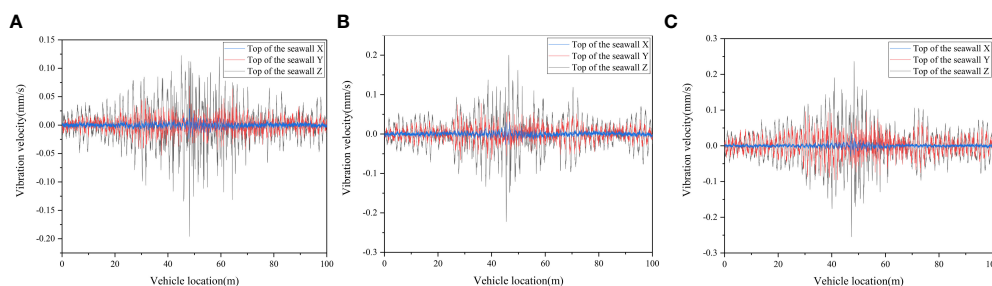 A
Top of the seawall X
Top of the seawall Y
Top of the seawall Z
0.15
0.10
0.05
0.00
-0.05
-0.10
-0.15
-0.20
Vibration velocity(mm/s)
0 20 40 60 80 100
Vehicle location(m)
B
Top of the seawall X
Top of the seawall Y
Top of the seawall Z
0.2
0.1
0.0
-0.1
-0.2
-0.3
Vibration velocity(mm/s)
0 20 40 60 80 100
Vehicle location(m)
C
Top of the seawall X
Top of the seawall Y
Top of the seawall Z
0.3
0.2
0.1
0.0
-0.1
-0.2
-0.3
Vibration velocity(mm/s)
0 20 40 60 80 100
Vehicle location(m)